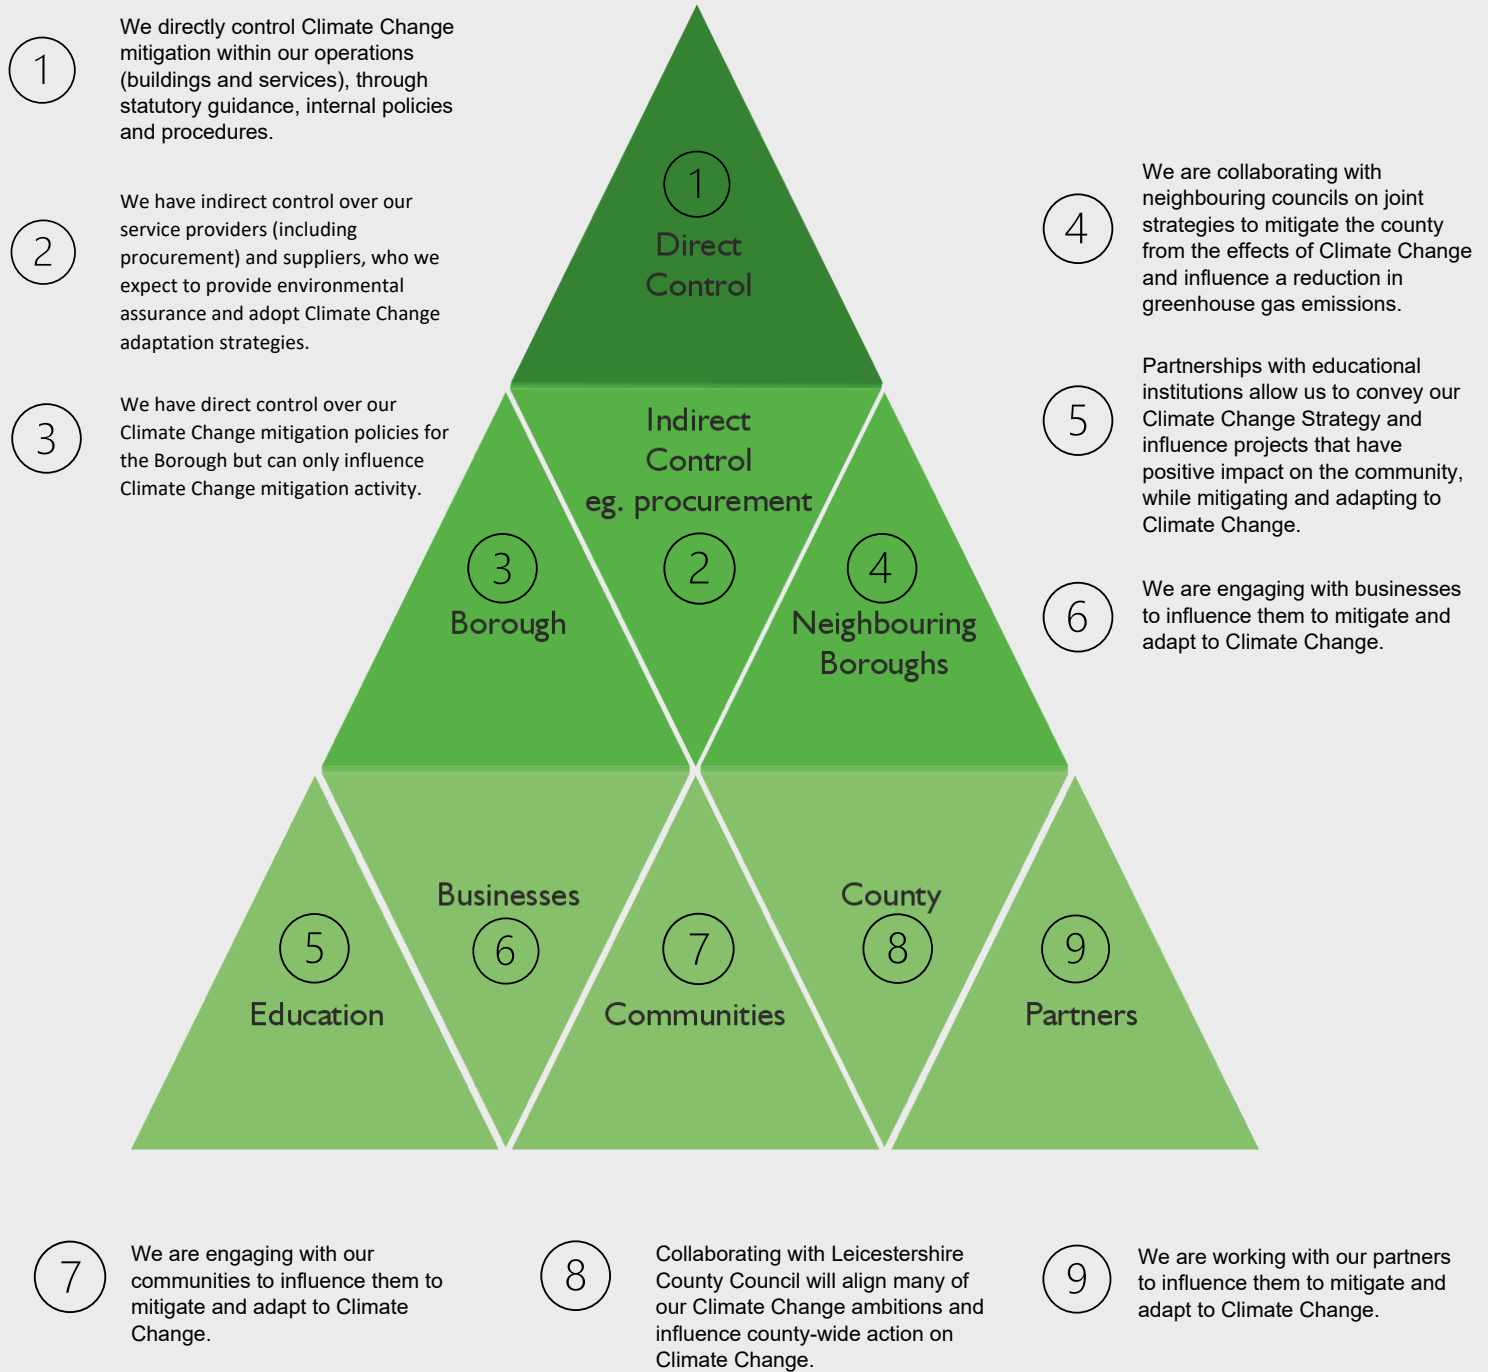 1
We directly control Climate Change
mitigation within our operations
(buildings and services), through
statutory guidance, internal policies
and procedures.
2
We have indirect control over our
service providers (including
procurement) and suppliers, who we
expect to provide environmental
assurance and adopt Climate Change
adaptation strategies.
3
We have direct control over our
Climate Change mitigation policies for
the Borough but can only influence
Climate Change mitigation activity.
1
Direct
Control
Indirect
Control
eg. procurement
2
3
Borough
4
Neighbouring
Boroughs
5
Education
Businesses
6
7
Communities
County
8
9
Partners
4
We are collaborating with
neighbouring councils on joint
strategies to mitigate the county
from the effects of Climate Change
and influence a reduction in
greenhouse gas emissions.
5
Partnerships with educational
institutions allow us to convey our
Climate Change Strategy and
influence projects that have
positive impact on the community,
while mitigating and adapting to
Climate Change.
6
We are engaging with businesses
to influence them to mitigate and
adapt to Climate Change.
7
We are engaging with our
communities to influence them to
mitigate and adapt to Climate
Change.
8
Collaborating with Leicestershire
County Council will align many of
our Climate Change ambitions and
influence county-wide action on
Climate Change.
9
We are working with our partners
to influence them to mitigate and
adapt to Climate Change.